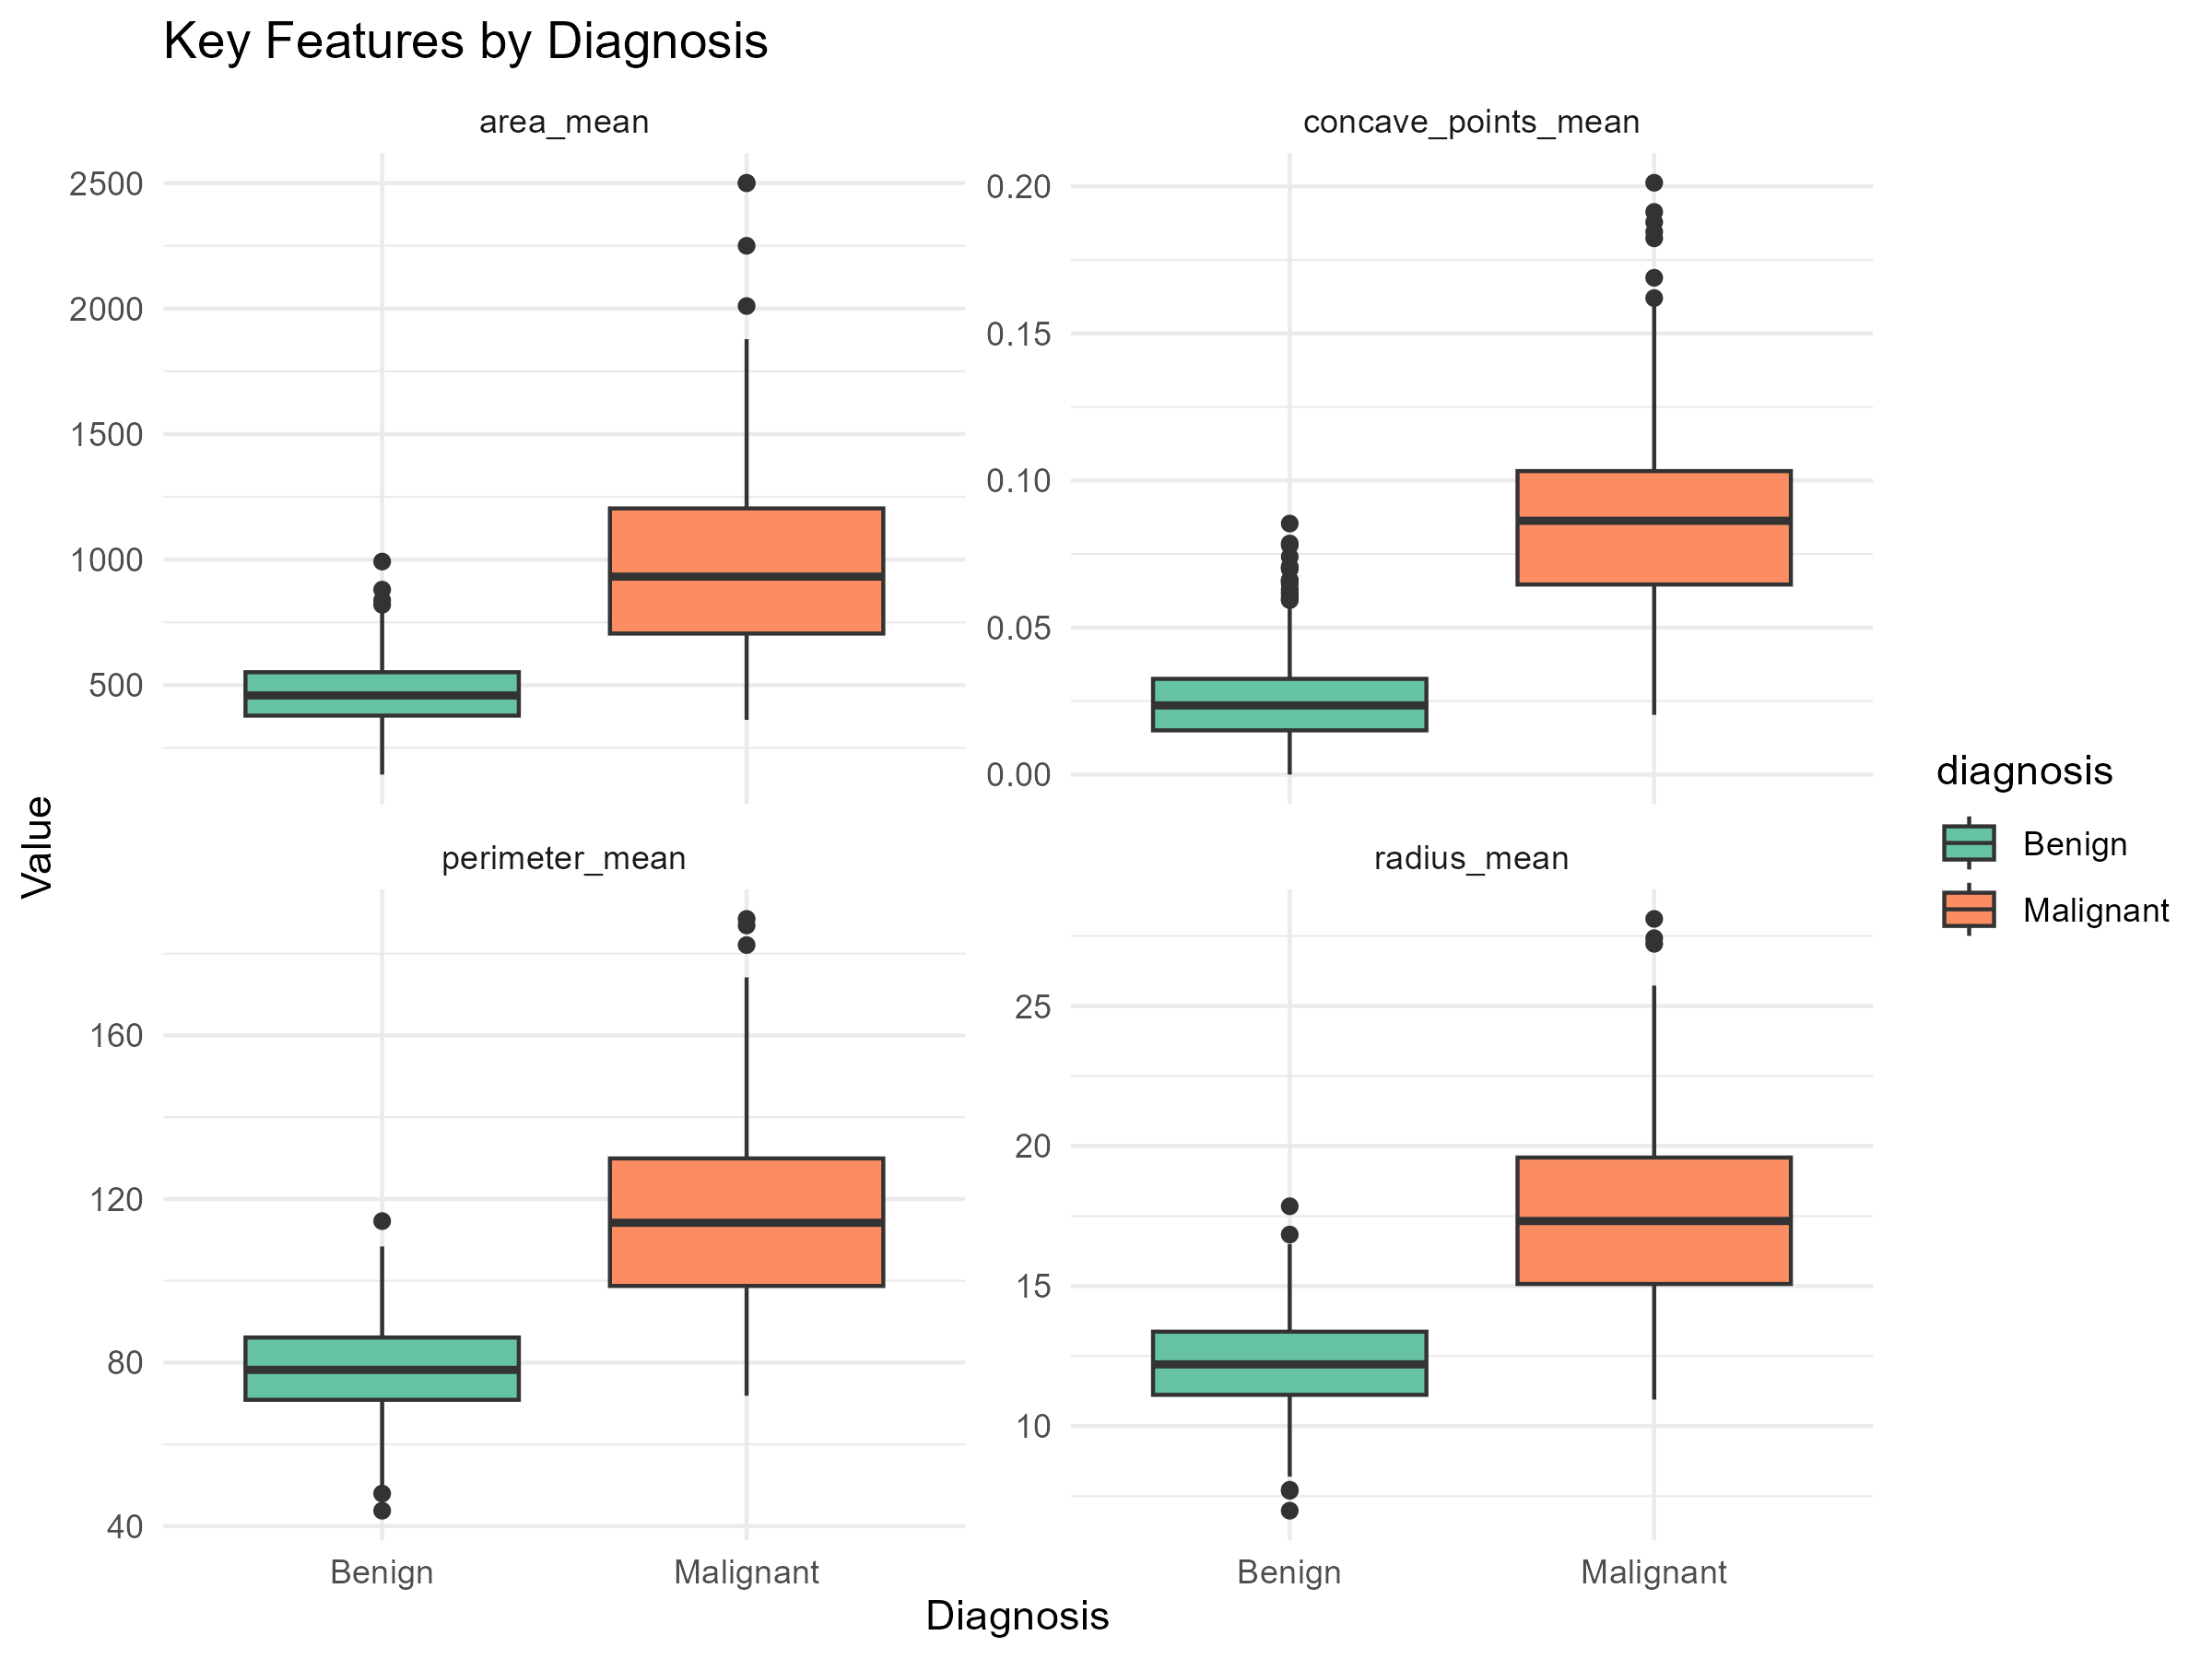 Key Features by Diagnosis
area_mean
concave_points_mean
2500
2000
1500
1000
500
0.20
0.15
0.10
0.05
0.00
perimeter_mean
radius_mean
160
120
80
40
25
20
15
10
Benign
Malignant
Benign
Malignant
Diagnosis
Value
diagnosis
Benign
Malignant